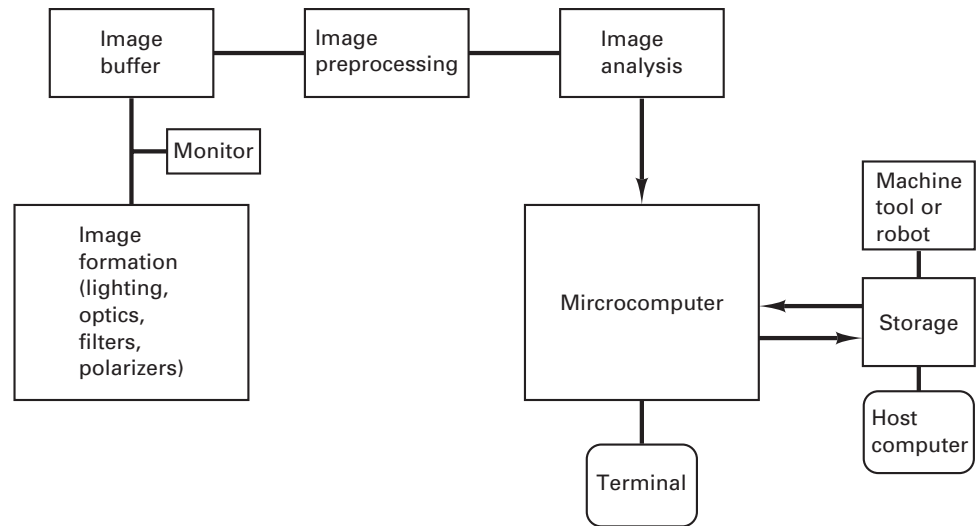 Image
buffer
Image
preprocessing
Image
analysis
Monitor
Image
formation
(lighting,
optics,
filters,
polarizers)
Mircrocomputer
Machine
tool or
robot
Storage
Host
computer
Terminal